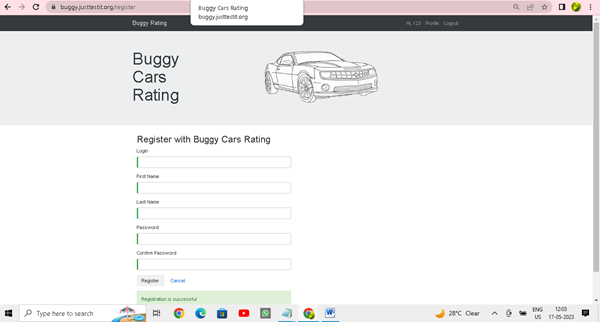 buggy.justtestit.org/register
Buggy Cars Rating
buggy.justtestit.org
Buggy Rating
Hi, 123 Profile Logout
Buggy
Cars
Rating
Register with Buggy Cars Rating
Login
First Name
Last Name
Password
Confirm Password
Register Cancel
Registration is successful
Type here to search
28°C Clear
ENG
US
12:03
17-05-2023